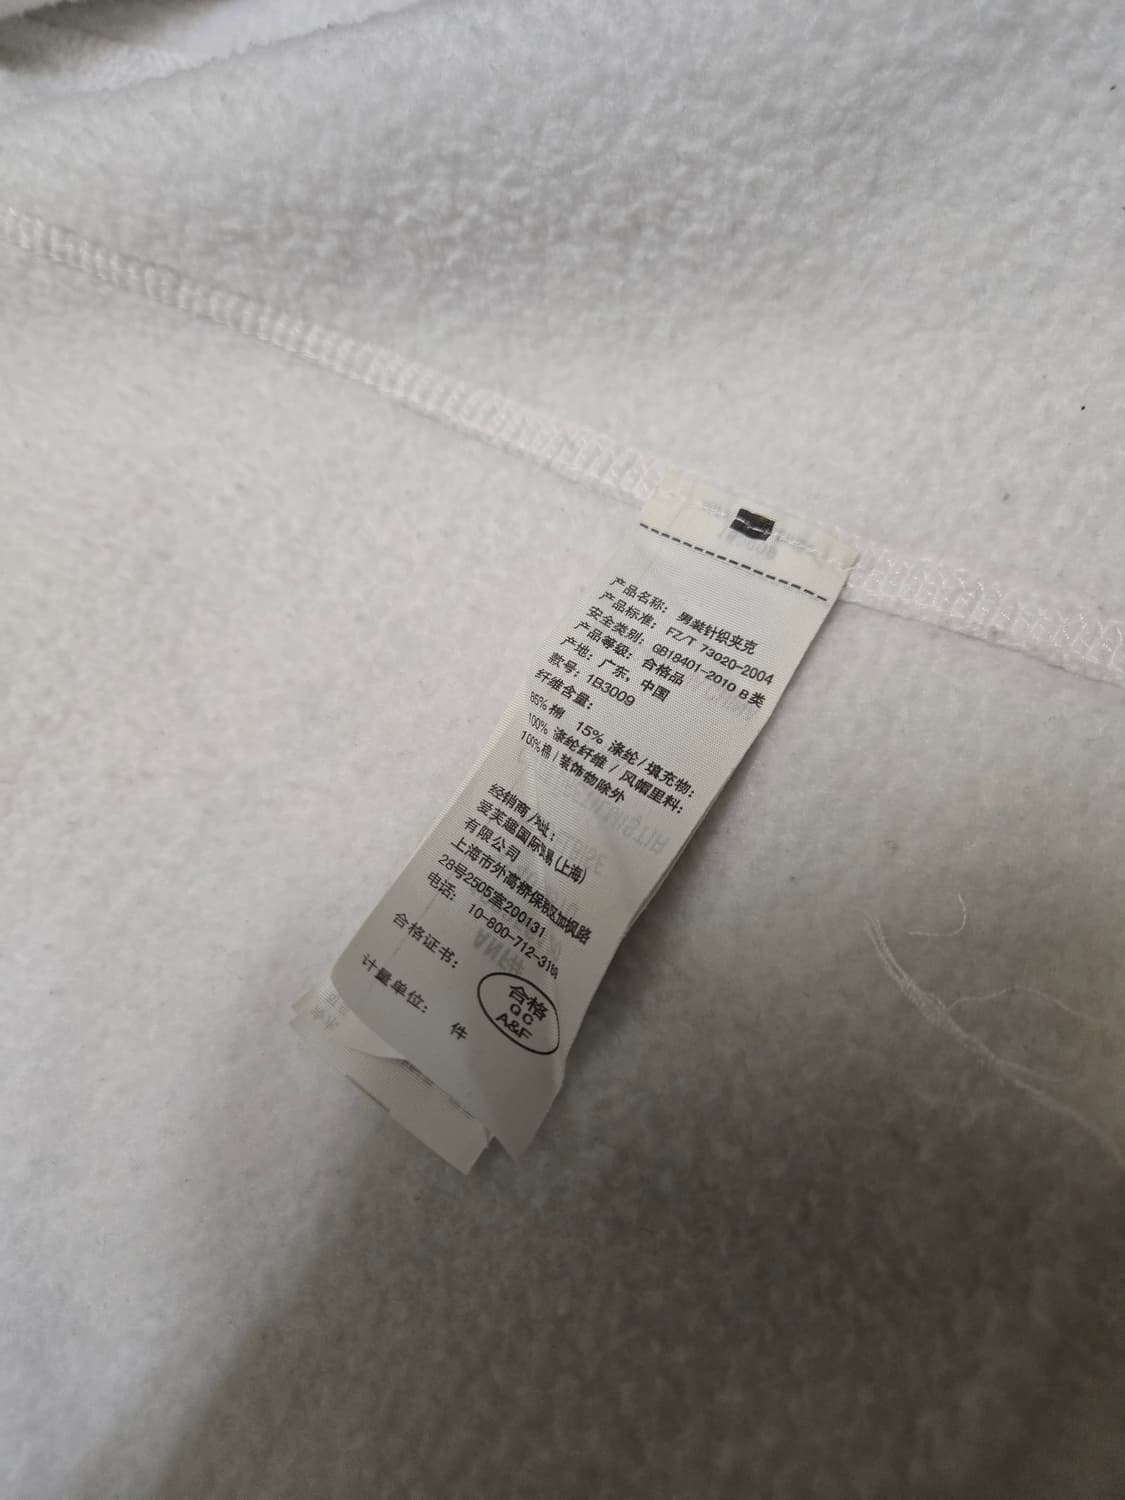 产品名称: 男装针织夹克
产品标准: FZ/T 73020-2004
安全类别: GB18401-2010 B类
产品等级: 合格品
产地: 广东, 中国
款号: 1B3009
纤维含量:
85%棉 15% 涤纶/填充物:
100% 涤纶纤维 / 风帽里料:
100%棉 | 装饰物除外
经销商/址:
爱芙趣国际 (上海)
有限公司
上海市外高桥保税 加枫路
28号2505室200131
电话: 10-800-712-31
合格证书:
合格
QC
A&F
计量单位: 件